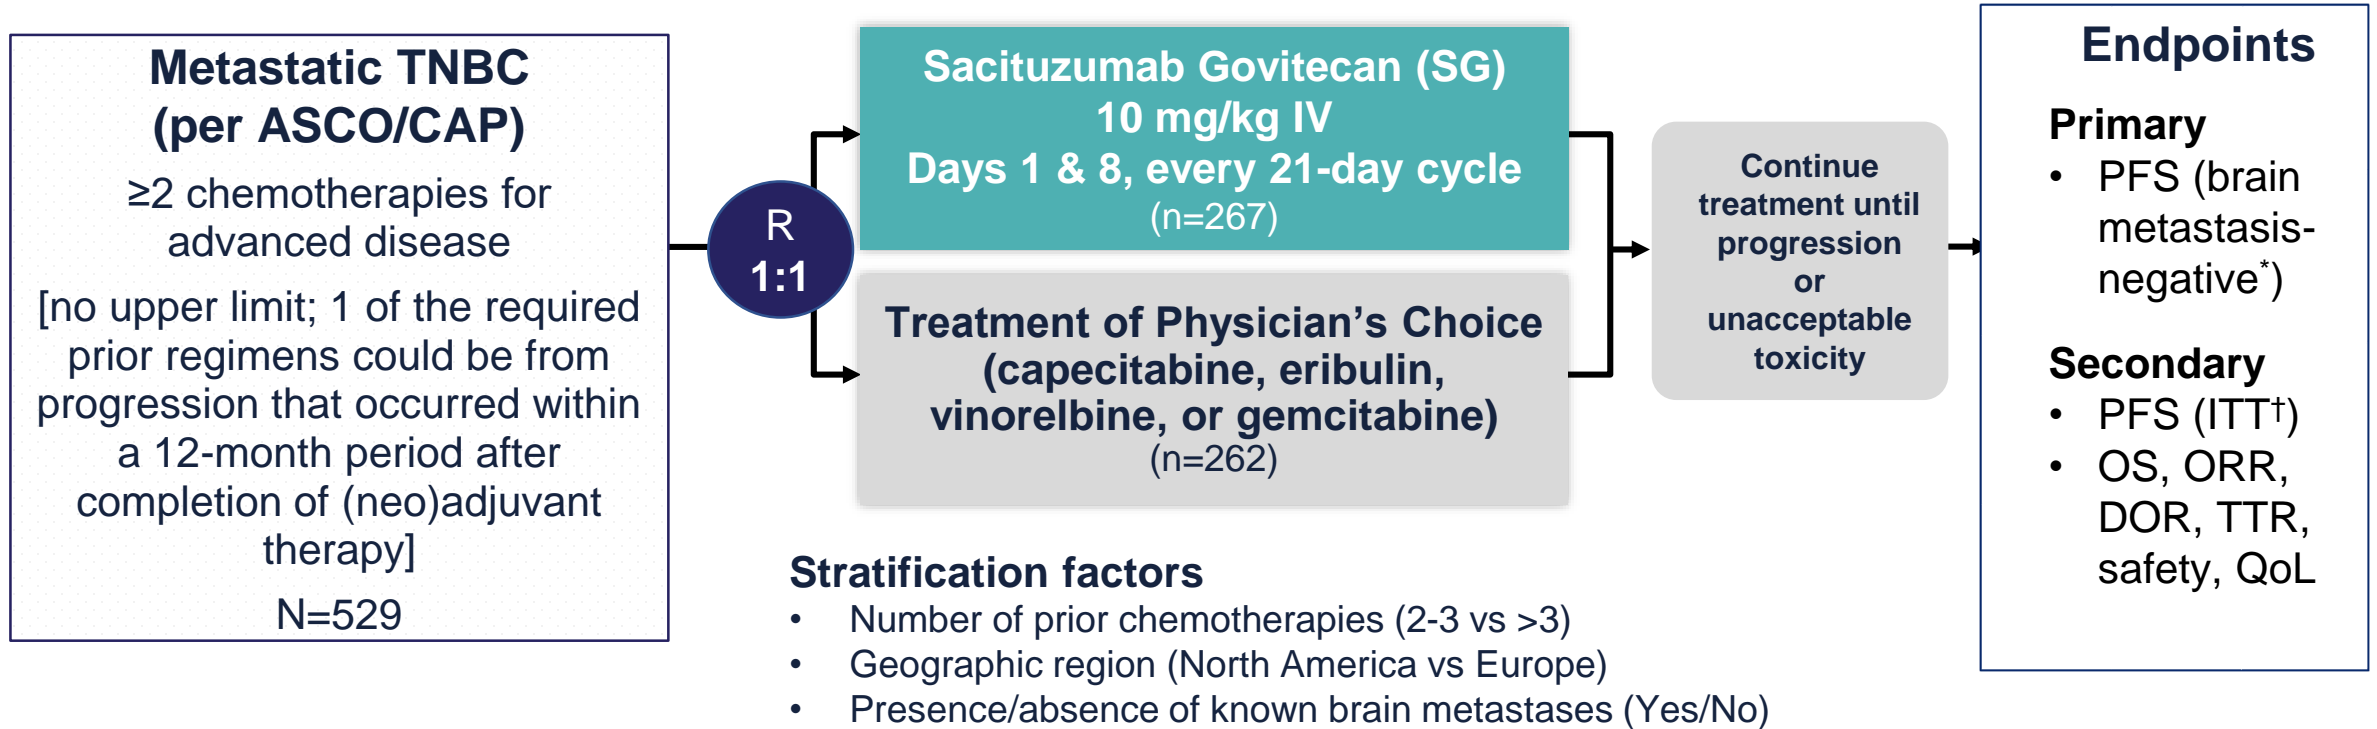 Metastatic TNBC
(per ASCO/CAP)
≥2 chemotherapies for
advanced disease
[no upper limit; 1 of the required
prior regimens could be from
progression that occurred within
a 12-month period after
completion of (neo)adjuvant
therapy]
N=529
R
1:1
Sacituzumab Govitecan (SG)
10 mg/kg IV
Days 1 & 8, every 21-day cycle
(n=267)
Treatment of Physician’s Choice
(capecitabine, eribulin,
vinorelbine, or gemcitabine)
(n=262)
Stratification factors
• Number of prior chemotherapies (2-3 vs >3)
• Geographic region (North America vs Europe)
• Presence/absence of known brain metastases (Yes/No)
Continue
treatment until
progression
or
unacceptable
toxicity
Endpoints
Primary
• PFS (brain
metastasis-
negative*)
Secondary
• PFS (ITT†)
• OS, ORR,
DOR, TTR,
safety, QoL